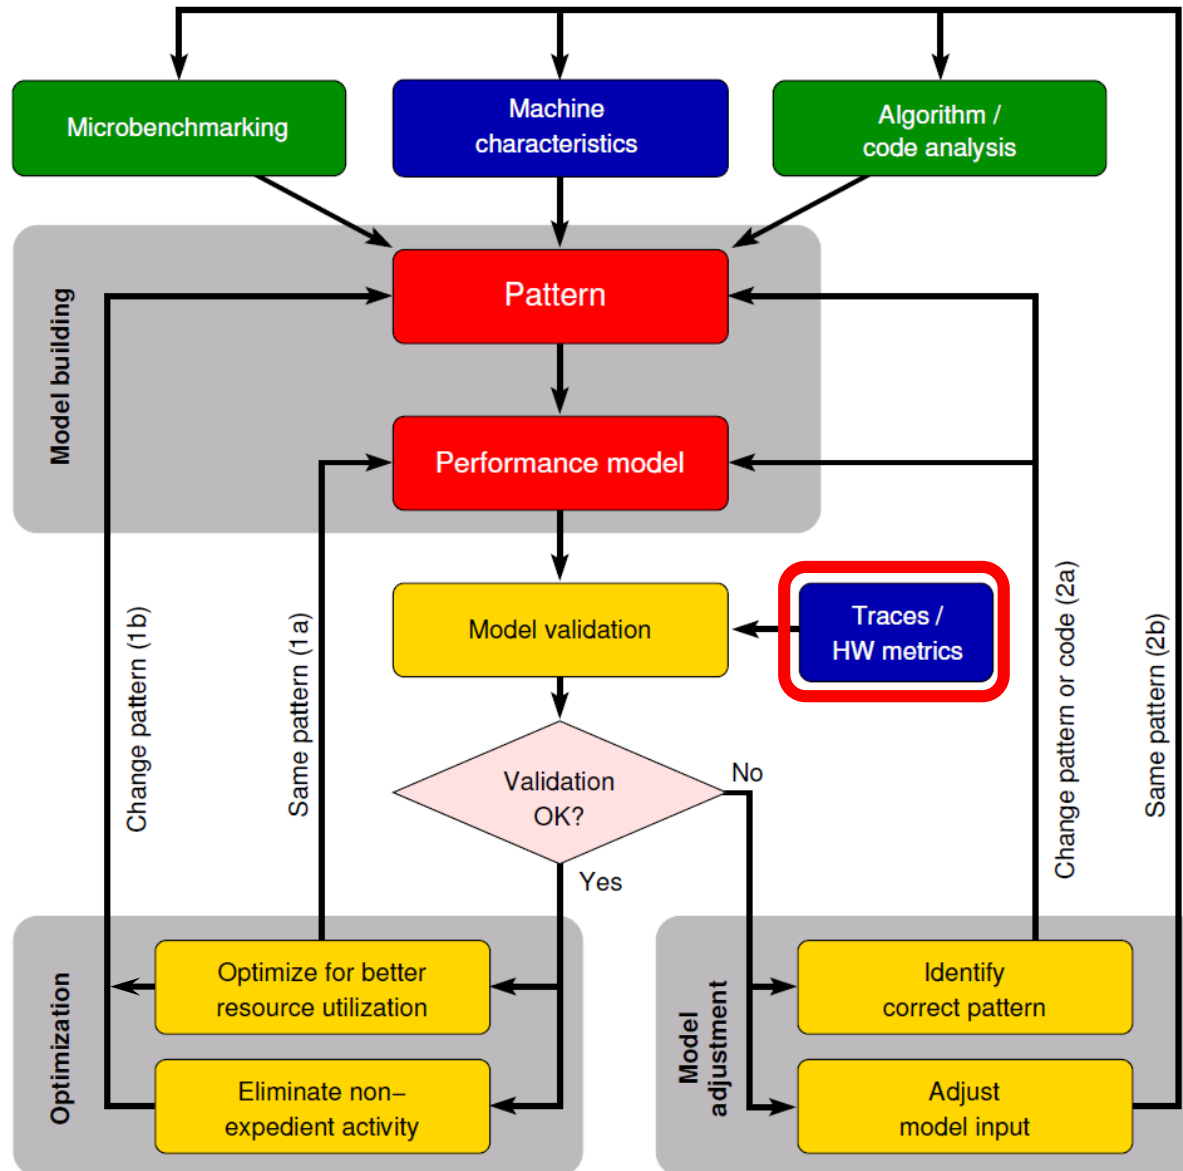 Microbenchmarking
Machine
characteristics
Algorithm /
code analysis
Model building
Pattern
Performance model
Model validation
Traces /
HW metrics
Change pattern (1b)
Same pattern (1a)
Change pattern or code (2a)
Same pattern (2b)
Validation
OK?
No
Yes
Optimization
Optimize for better
resource utilization
Eliminate non−
expedient activity
Model
adjustment
Identify
correct pattern
Adjust
model input